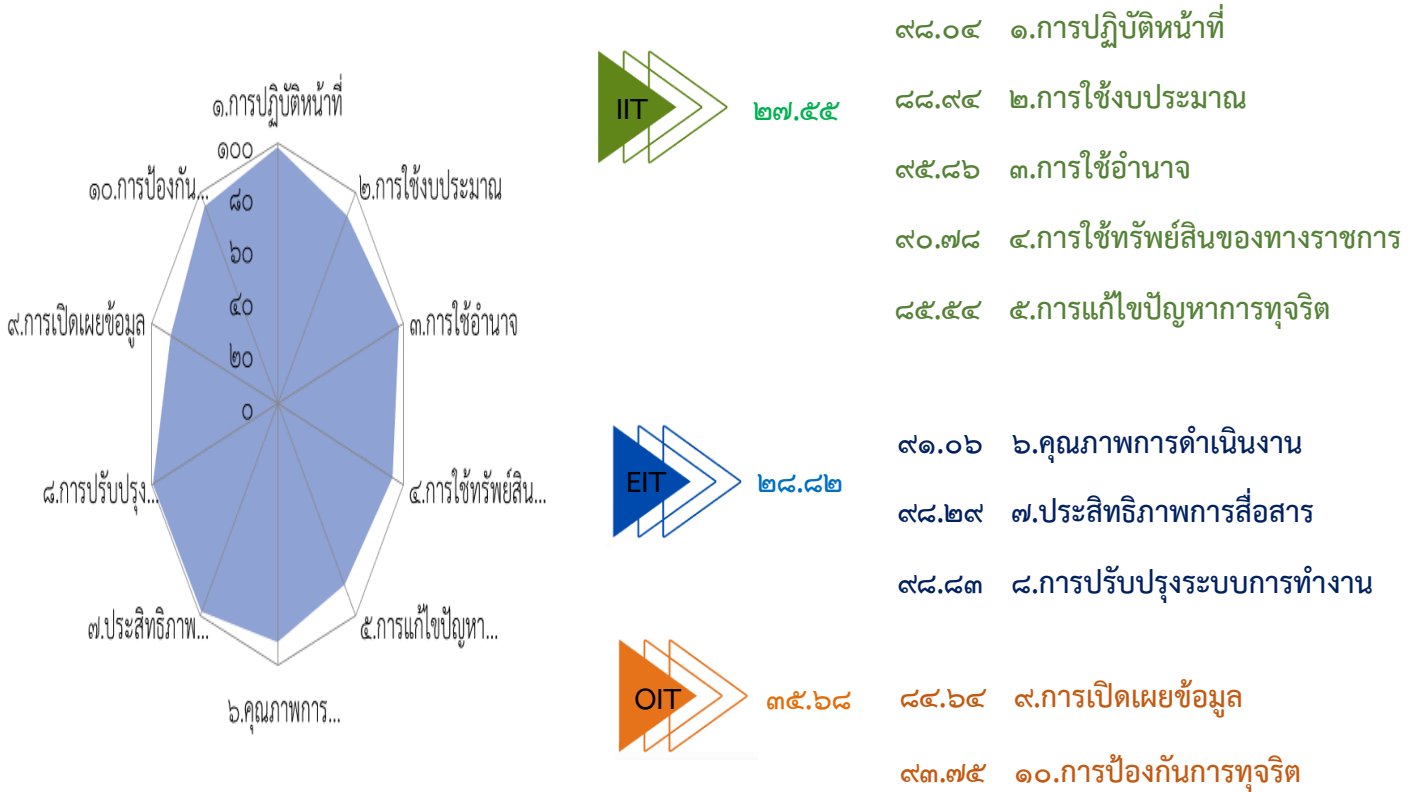 ๑.การปฏิบัติหน้าที่
๑๐๐
๑๐.การป้องกัน...
๒.การใช้งบประมาณ
๘๐
๖๐
๔๐
๙.การเปิดเผยข้อมูล
๓.การใช้อำนาจ
๒๐
๐
๘.การปรับปรุง...
๔.การใช้ทรัพย์สิน...
๗.ประสิทธิภาพ...
๕.การแก้ไขปัญหา...
๖.คุณภาพการ...
IIT
๒๗.๕๕
๙๘.๐๔ ๑.การปฏิบัติหน้าที่
๘๘.๙๔ ๒.การใช้งบประมาณ
๙๕.๘๖ ๓.การใช้อำนาจ
๙๐.๗๘ ๔.การใช้ทรัพย์สินของทางราชการ
๘๕.๕๔ ๕.การแก้ไขปัญหาการทุจริต
EIT
๒๘.๘๒
๙๑.๐๖ ๖.คุณภาพการดำเนินงาน
๙๘.๒๙ ๗.ประสิทธิภาพการสื่อสาร
๙๘.๘๓ ๘.การปรับปรุงระบบการทำงาน
OIT
๓๕.๖๘
๘๔.๖๔ ๙.การเปิดเผยข้อมูล
๙๓.๗๕ ๑๐.การป้องกันการทุจริต